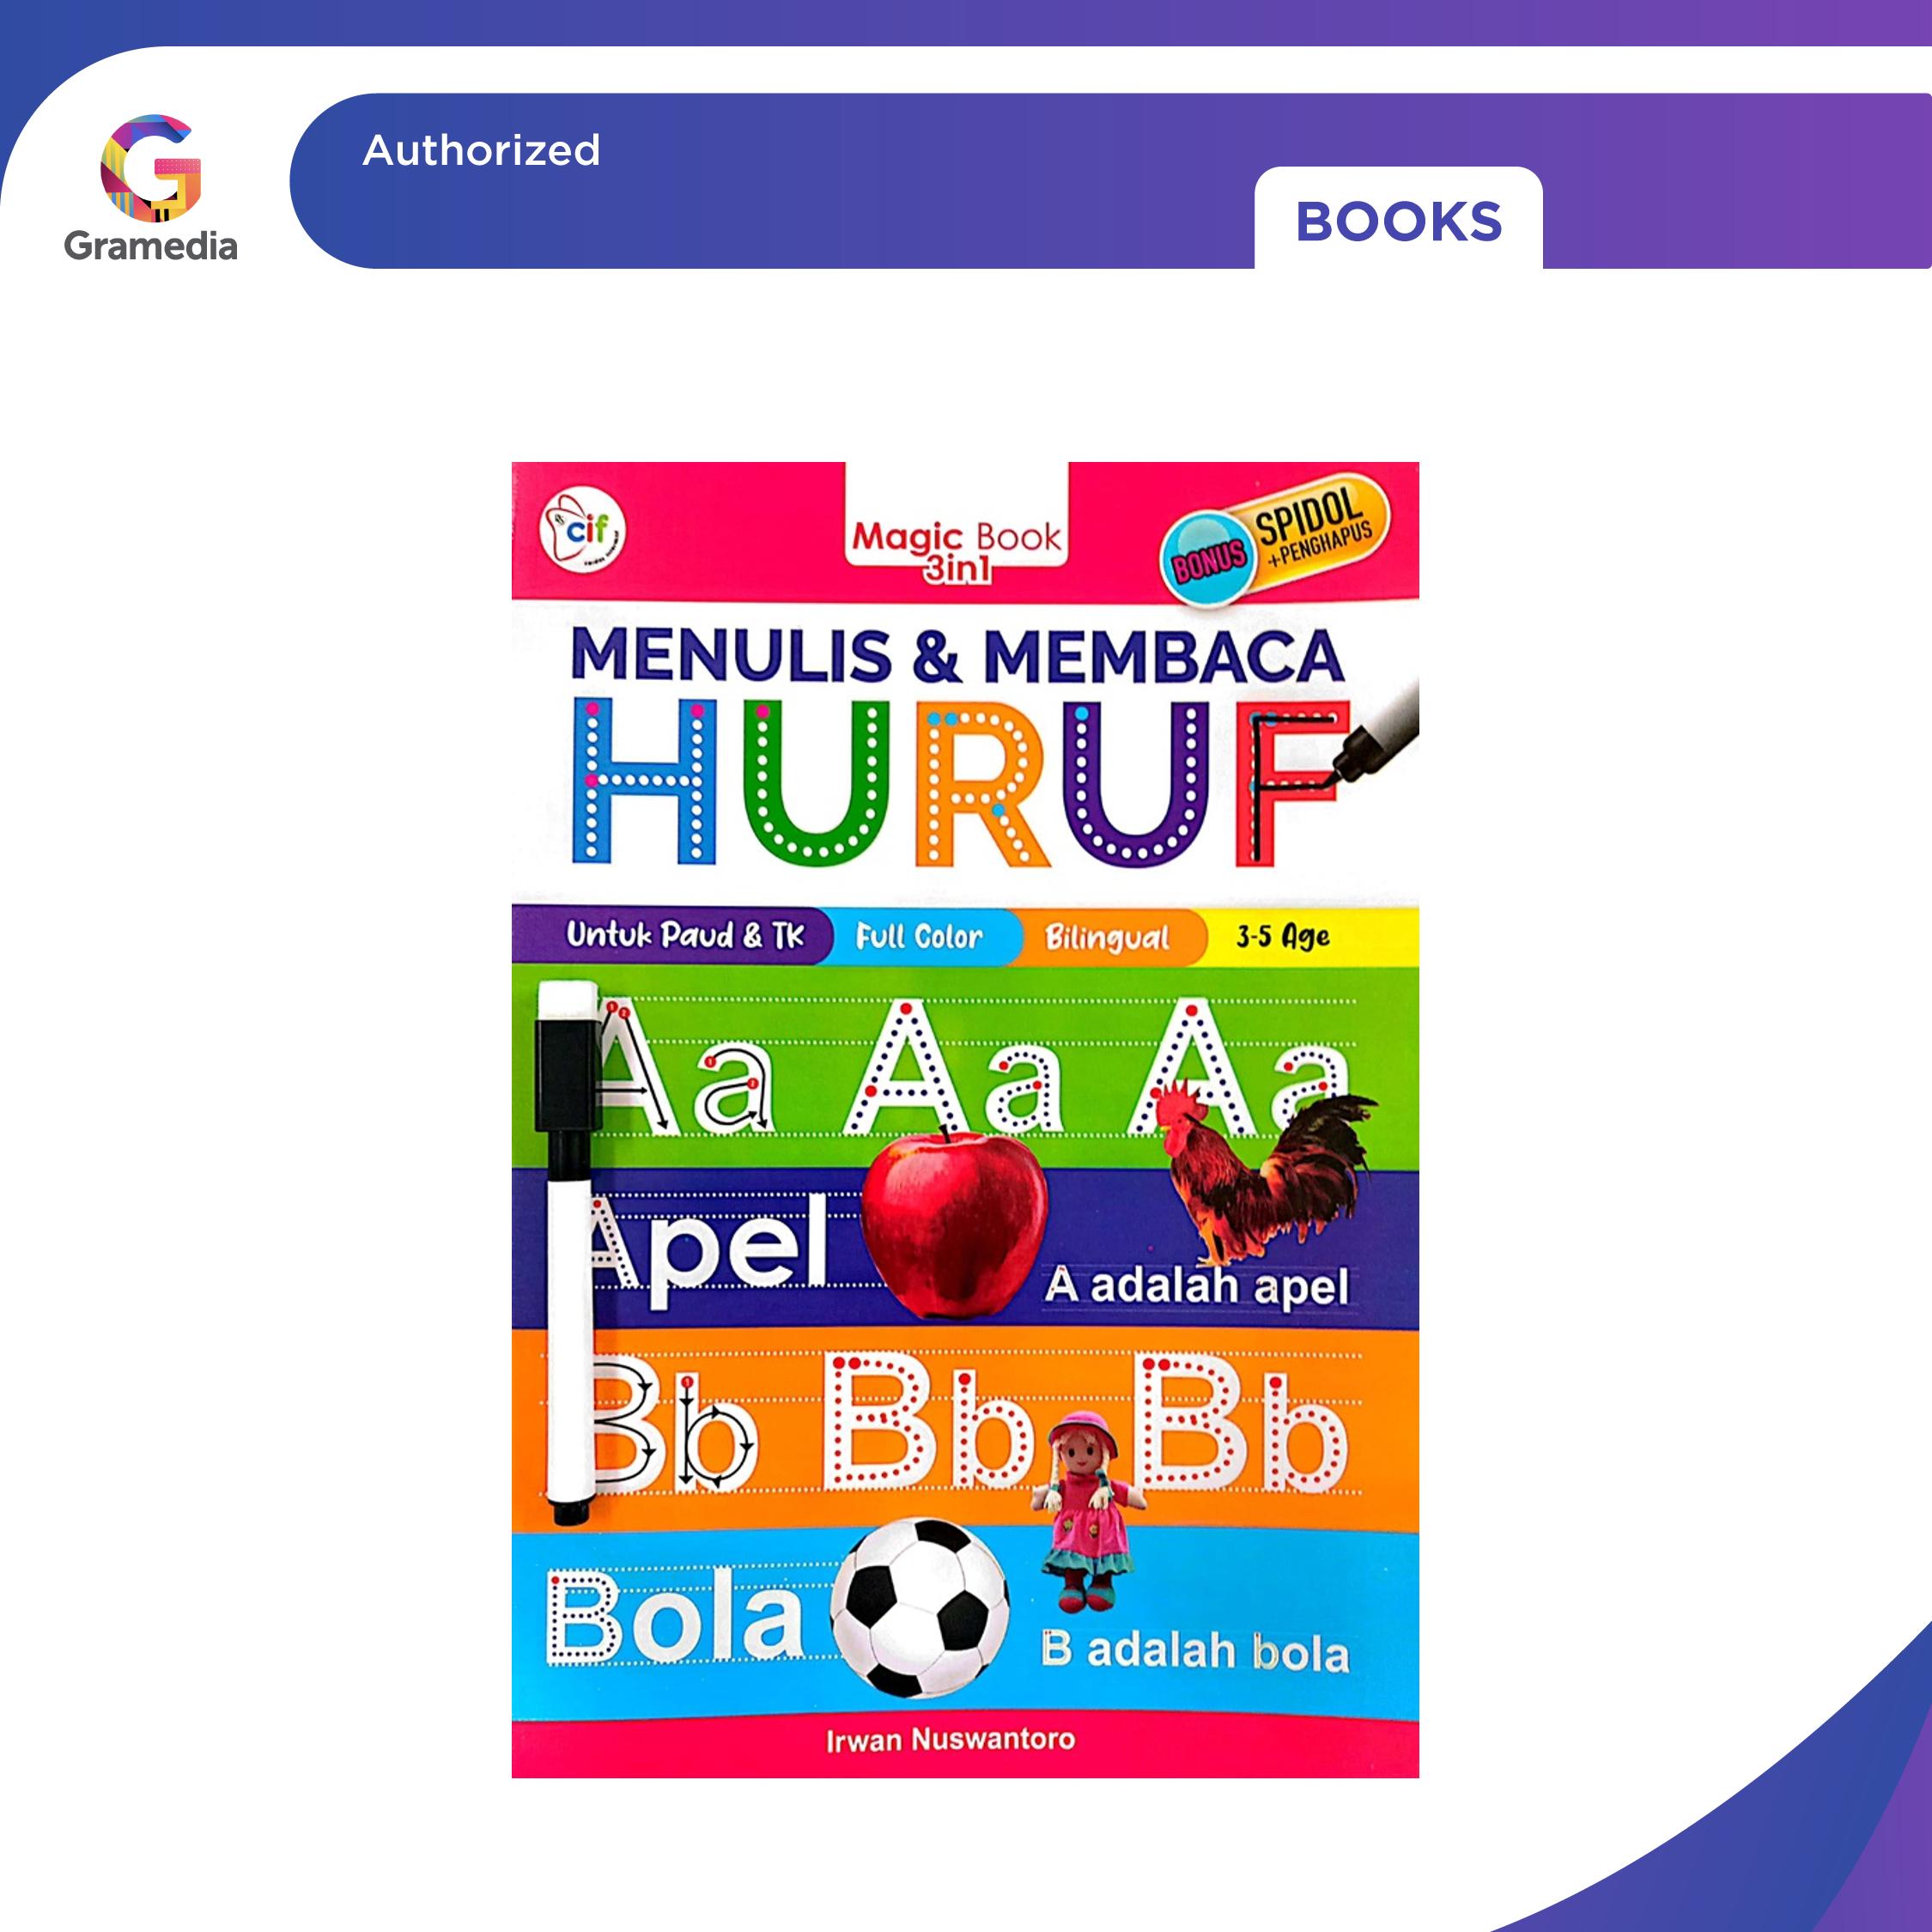 Gramedia
Authorized
BOOKS
cif
Magic Book
3in1
BONUS
SPIDOL
+PENGHAPUS
MENULIS & MEMBACA
HURUF
Untuk Paud & TK Full Color Bilingual 3-5 Age
Aa Aa Aa
Apel
A adalah apel
Bb Bb Bb
Bola
B adalah bola
Irwan Nuswantoro